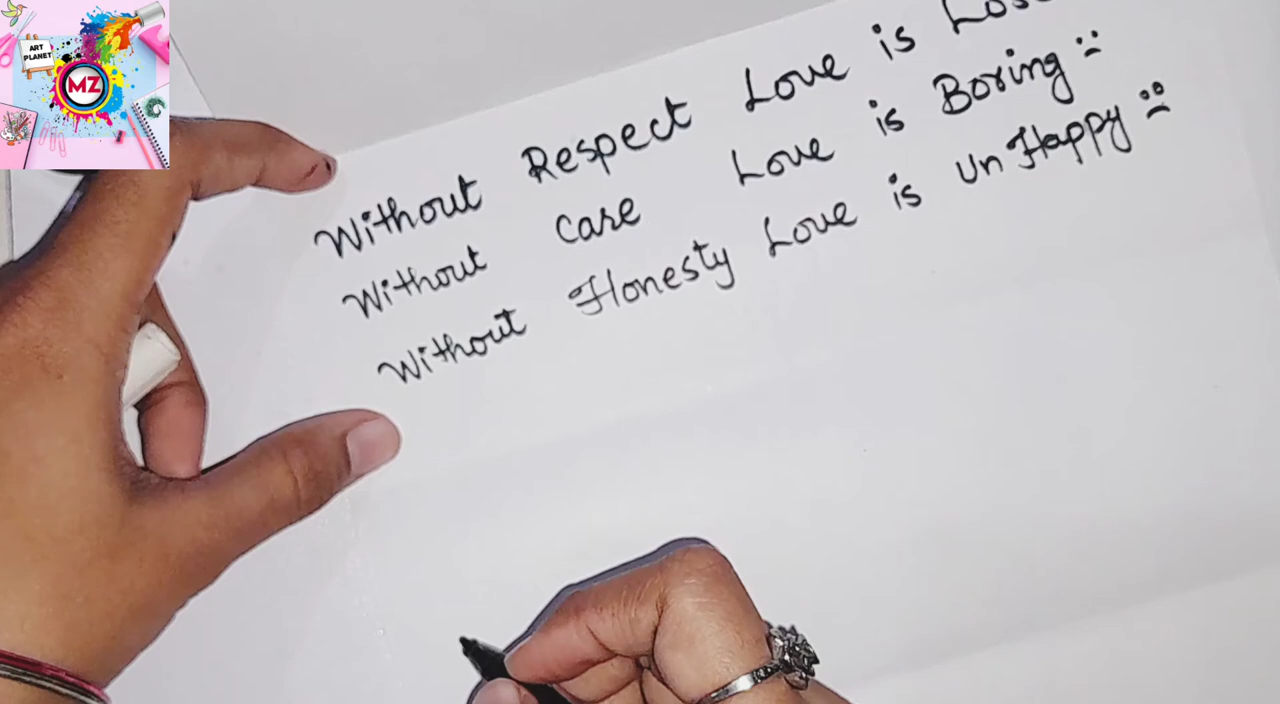 ART
PLANET
MZ
Without Respect Love is
Without Care Love is Boring
Without Honesty Love is UnHappy